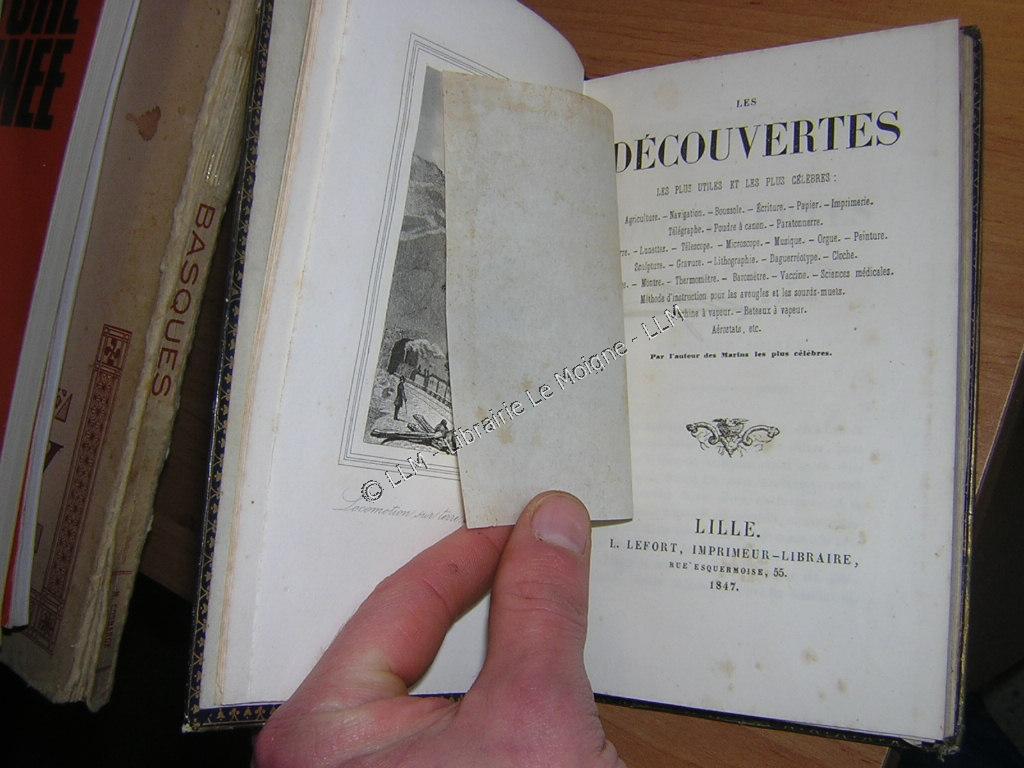 BASQUES
LES
DÉCOUVERTES
LES PLUS UTILES ET LES PLUS CÉLÈBRES :
Agriculture. — Navigation. — Boussole. — Écriture. — Papier. — Imprimerie.
Télégraphe. — Poudre à canon. — Paratonnerre.
— Lunettes. — Télescope. — Microscope. — Musique. — Orgue. — Peinture.
Sculpture. — Gravure. — Lithographie. — Daguerréotype. — Cloche.
— Montre. — Thermomètre. — Baromètre. — Vaccine. — Sciences médicales.
Méthode d'instruction pour les aveugles et les sourds-muets.
à vapeur. — Bateaux à vapeur.
Aérostats, etc.
Par l'auteur des Marins les plus célèbres.
LILLE.
L. LEFORT, IMPRIMEUR-LIBRAIRE,
RUE ESQUERMOISE, 55.
1847.
Locomotion sur terre
© LLM - Librairie Le Moigne - LLM